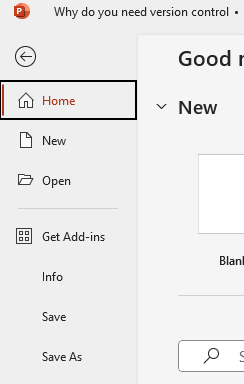 Why do you need version control •
Good
Home
New
New
Open
Blank
Get Add-ins
Info
Save
Save As